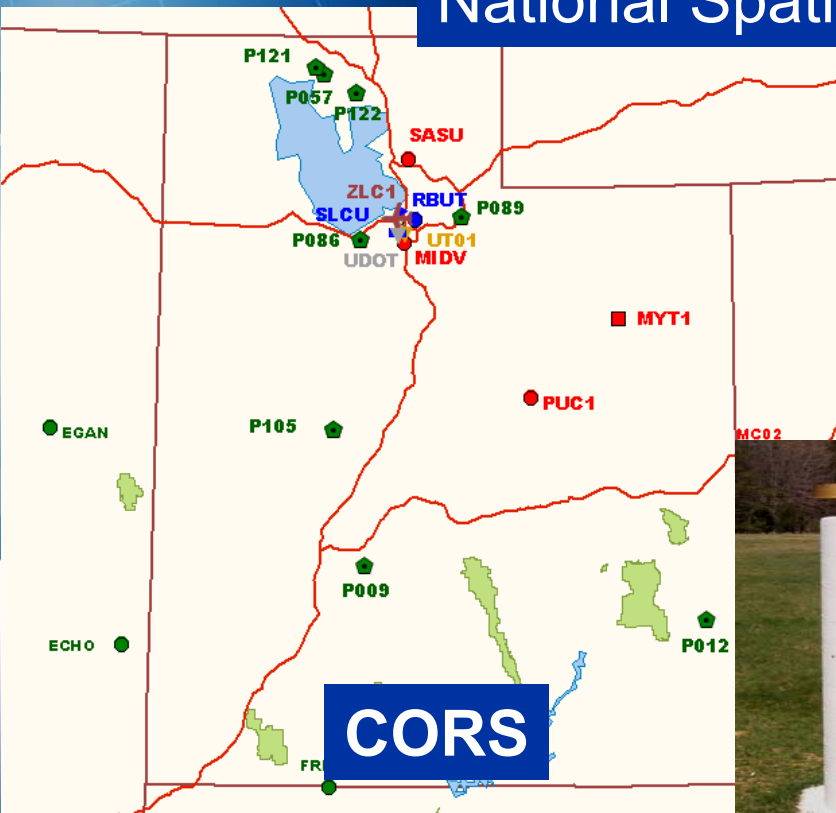 National Spati
P121
P057
P122
SASU
ZLC1
RBUT
SLCU
P089
P086
UT01
UDOT
MIDV
MYT1
PUC1
P105
EGAN
MC02
P009
ECHO
P012
CORS
FR